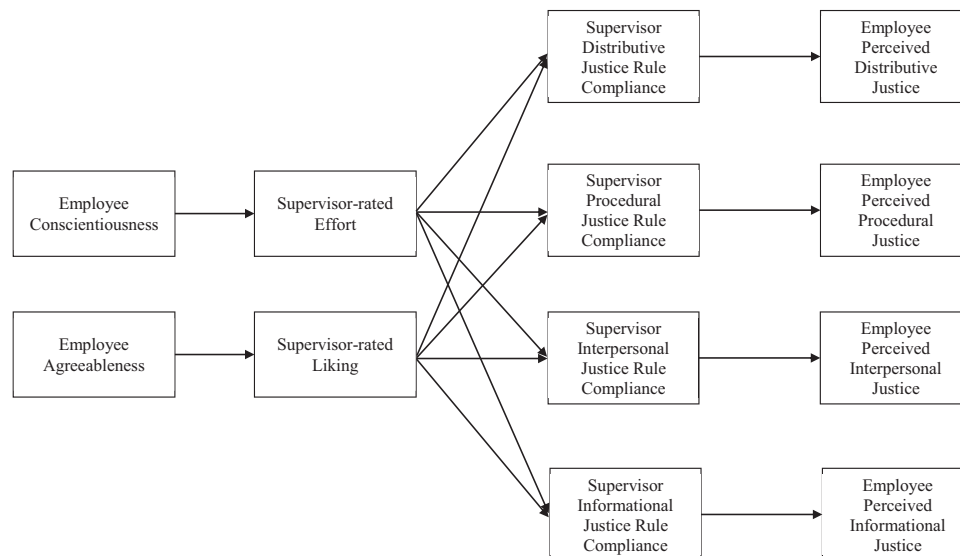 Supervisor
Distributive
Justice Rule
Compliance
Employee
Perceived
Distributive
Justice
Employee
Conscientiousness
Supervisor-rated
Effort
Supervisor
Procedural
Justice Rule
Compliance
Employee
Perceived
Procedural
Justice
Employee
Agreeableness
Supervisor-rated
Liking
Supervisor
Interpersonal
Justice Rule
Compliance
Employee
Perceived
Interpersonal
Justice
Supervisor
Informational
Justice Rule
Compliance
Employee
Perceived
Informational
Justice